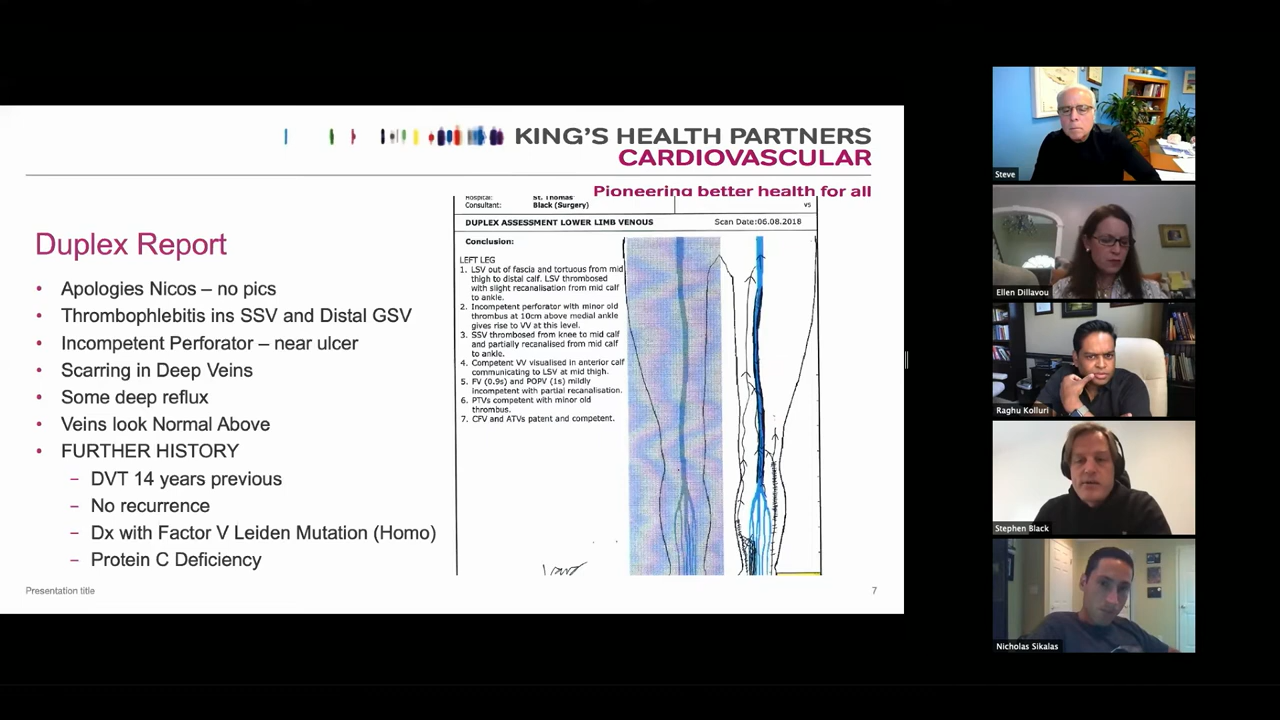 KING'S HEALTH PARTNERS
CARDIOVASCULAR
Pioneering better health for all
Duplex Report
• Apologies Nicos – no pics
• Thrombophlebitis ins SSV and Distal GSV
• Incompetent Perforator – near ulcer
• Scarring in Deep Veins
• Some deep reflux
• Veins look Normal Above
• FURTHER HISTORY
– DVT 14 years previous
– No recurrence
– Dx with Factor V Leiden Mutation (Homo)
– Protein C Deficiency
Presentation title
7
Hospital: St. Thomas
Consultant: Black (Surgery)
VS
DUPLEX ASSESSMENT LOWER LIMB VENOUS Scan Date:06.08.2018
Conclusion:
LEFT LEG
1. LSV out of fascia and tortuous from mid
thigh to distal calf. LSV thrombosed
with slight recanalisation from mid calf
to ankle.
2. Incompetent perforator with minor old
thrombus at 10cm above medial ankle
gives rise to VV at this level.
3. SSV thrombosed from knee to mid calf
and partially recanalised from mid calf
to ankle.
4. Competent VV visualised in anterior calf
communicating to LSV at mid thigh.
5. FV (0.9s) and POPV (1s) mildly
incompetent with partial recanalisation.
6. PTVs competent with minor old
thrombus.
7. CFV and ATVs patent and competent.
Steve
Ellen Dillavou
Raghu Kolluri
Stephen Black
Nicholas Sikalas